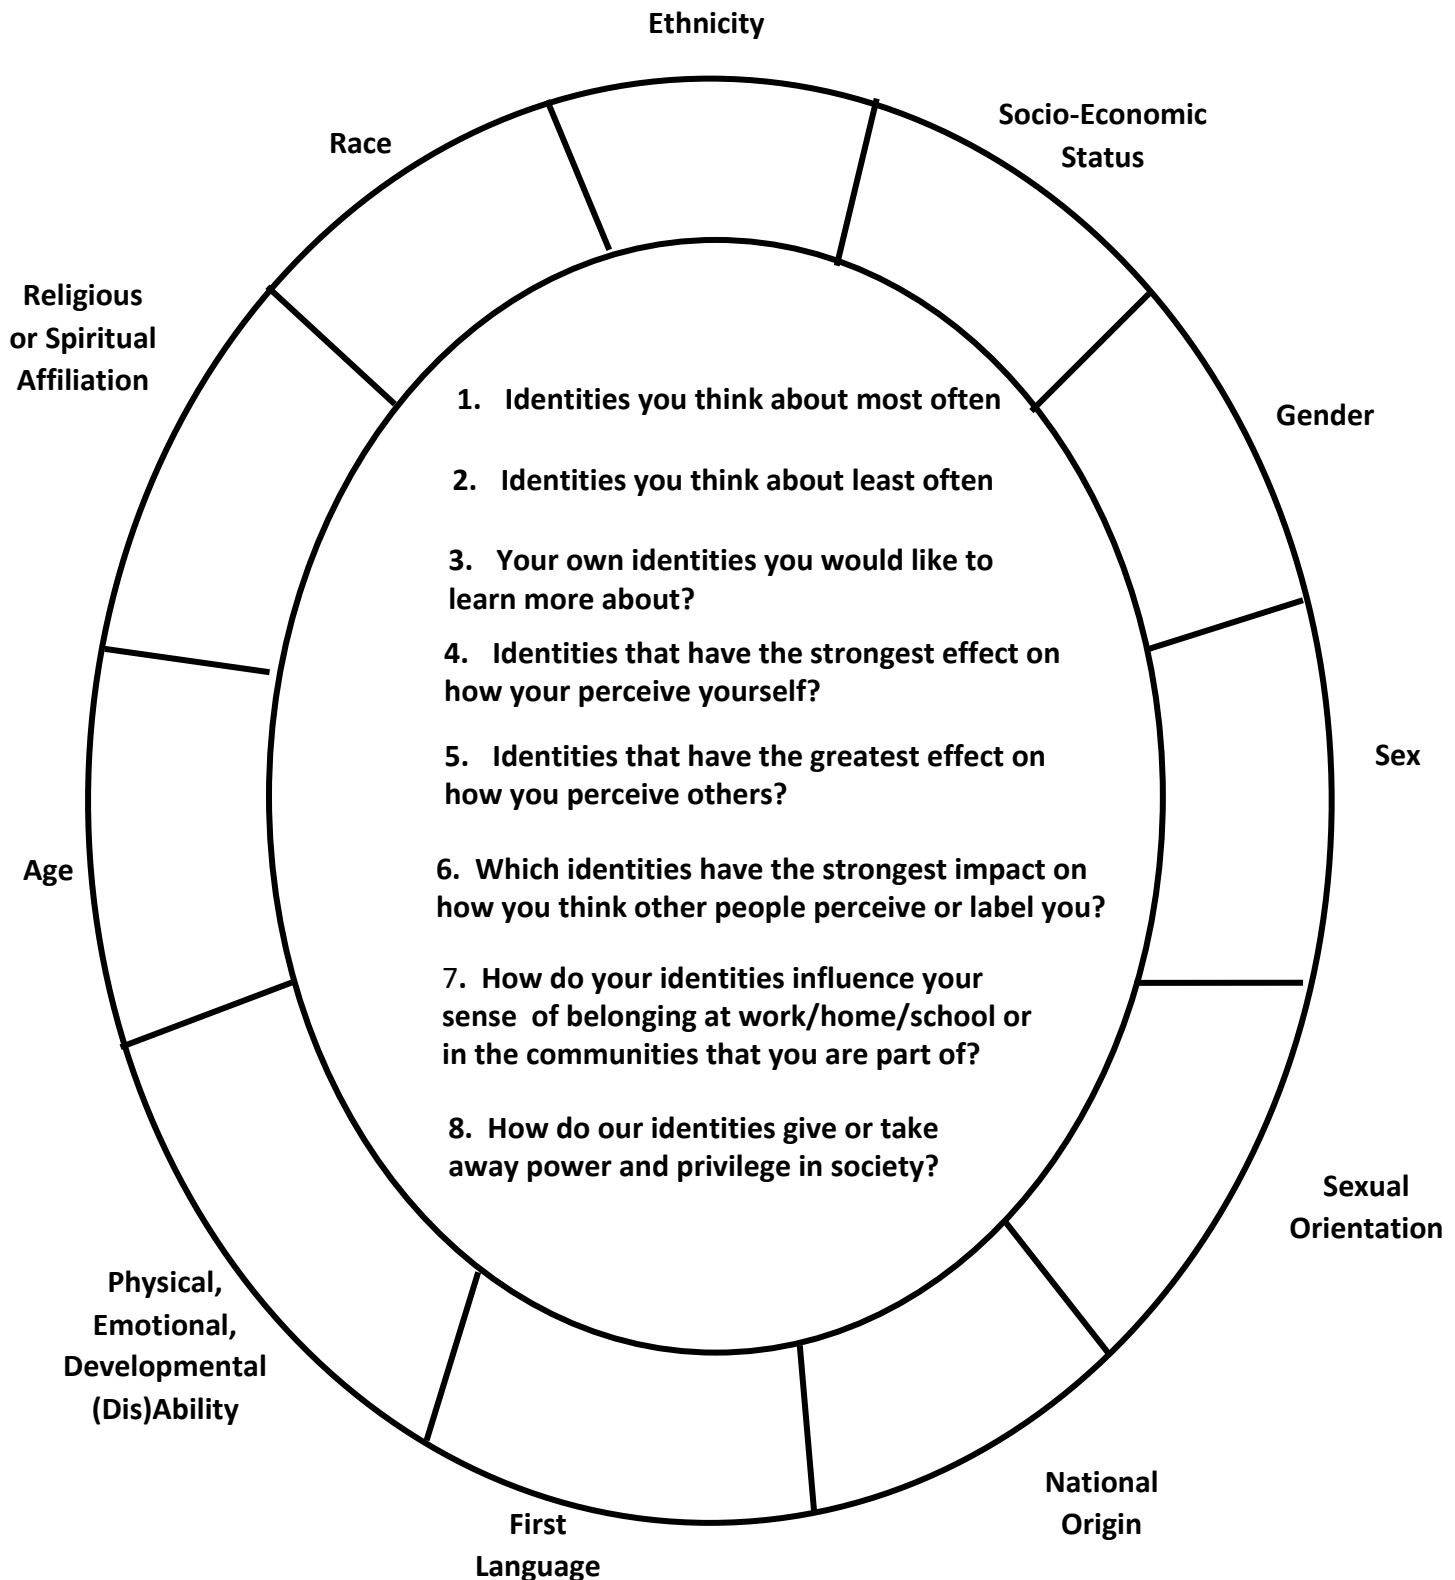 Ethnicity
Socio-Economic
Status
Race
Religious
or Spiritual
Affiliation
Gender
1. Identities you think about most often
2. Identities you think about least often
3. Your own identities you would like to
learn more about?
4. Identities that have the strongest effect on
how your perceive yourself?
5. Identities that have the greatest effect on
how you perceive others?
Sex
Age
6. Which identities have the strongest impact on
how you think other people perceive or label you?
7. How do your identities influence your
sense of belonging at work/home/school or
in the communities that you are part of?
8. How do our identities give or take
away power and privilege in society?
Sexual
Orientation
Physical,
Emotional,
Developmental
(Dis)Ability
National
Origin
First
Language